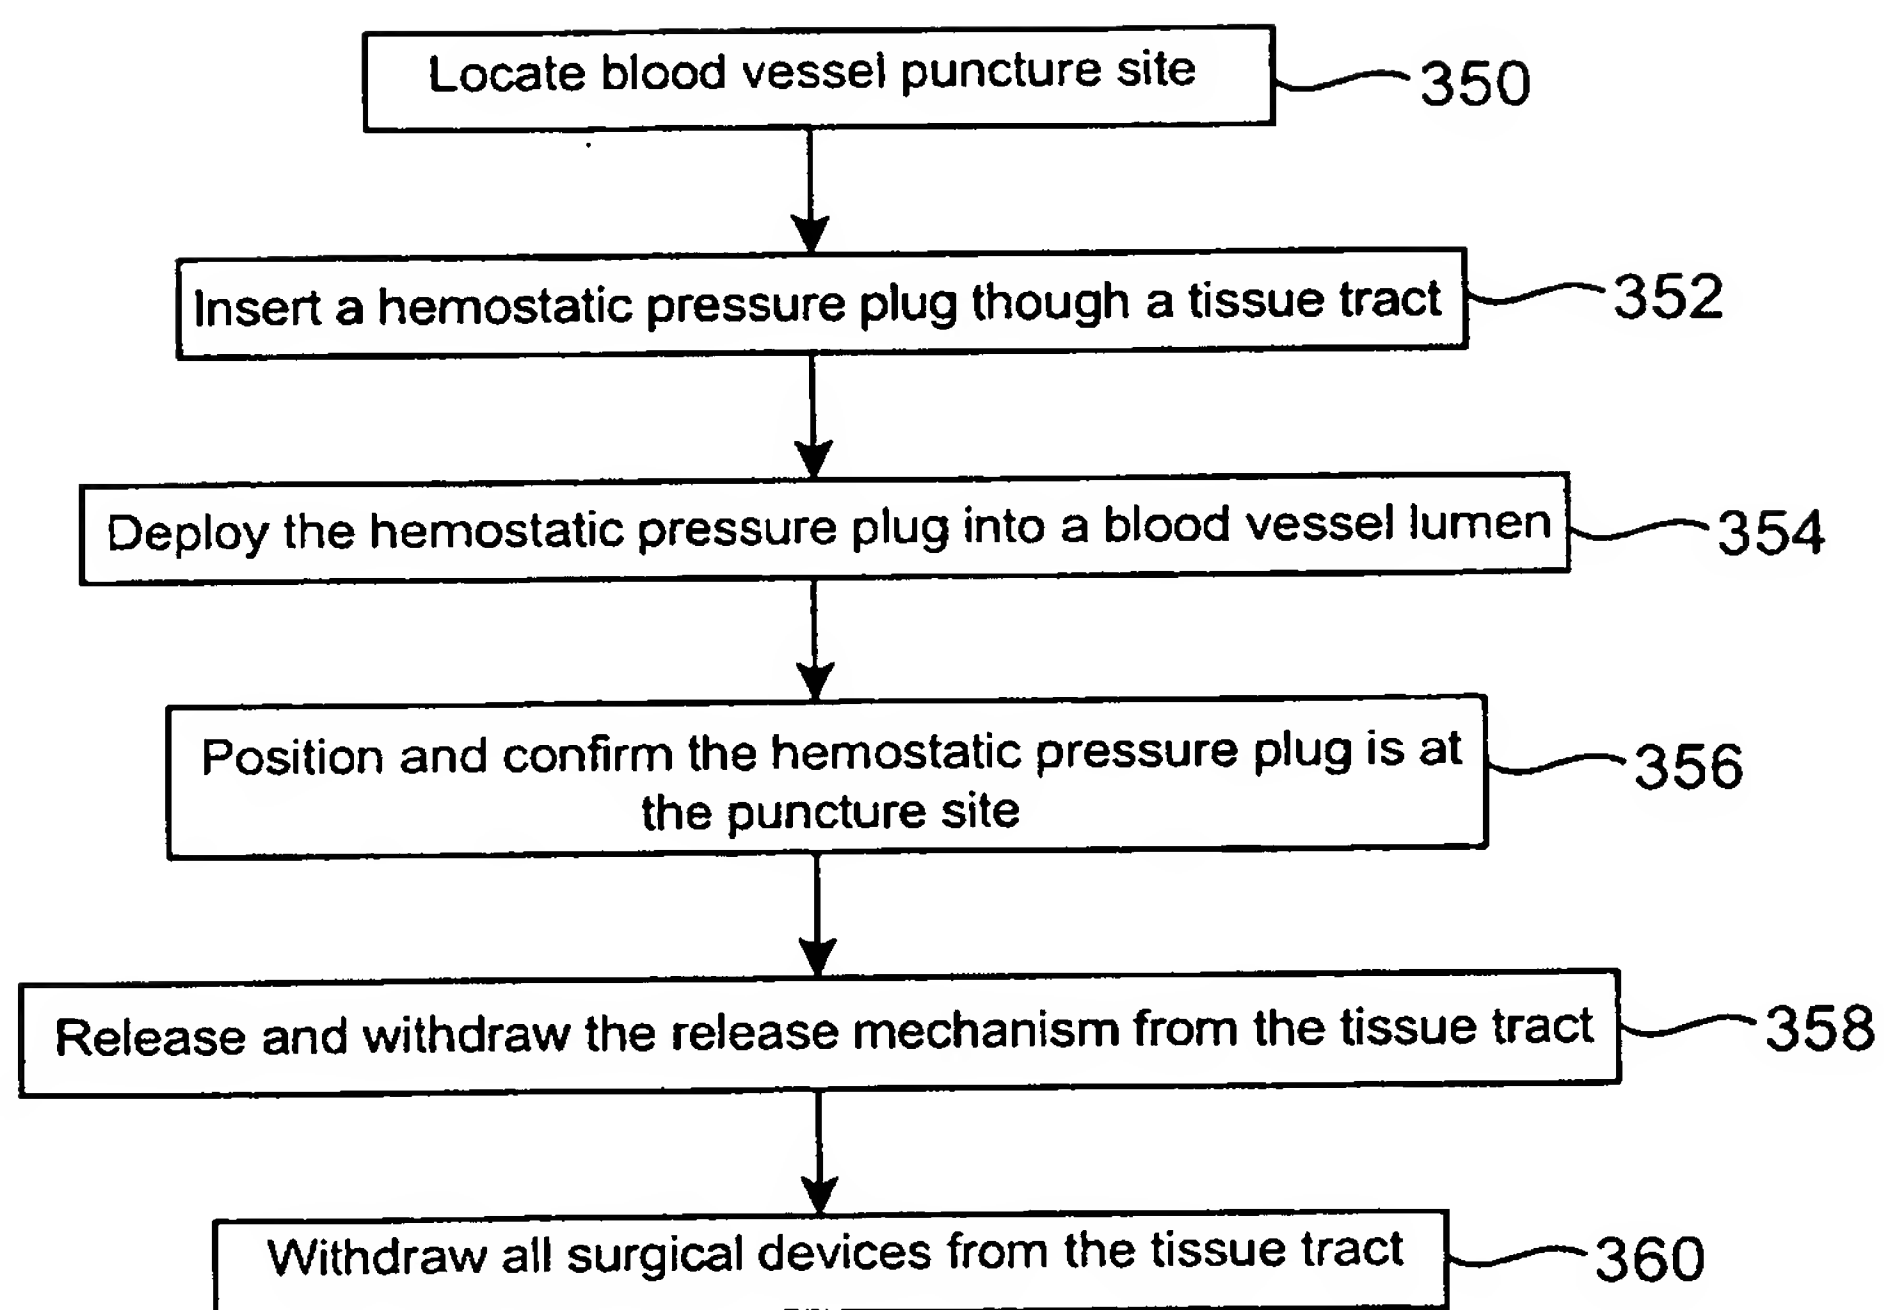 Locate blood vessel puncture site
350
Insert a hemostatic pressure plug though a tissue tract
352
Deploy the hemostatic pressure plug into a blood vessel lumen
354
Position and confirm the hemostatic pressure plug is at
the puncture site
356
Release and withdraw the release mechanism from the tissue tract
358
Withdraw all surgical devices from the tissue tract
360